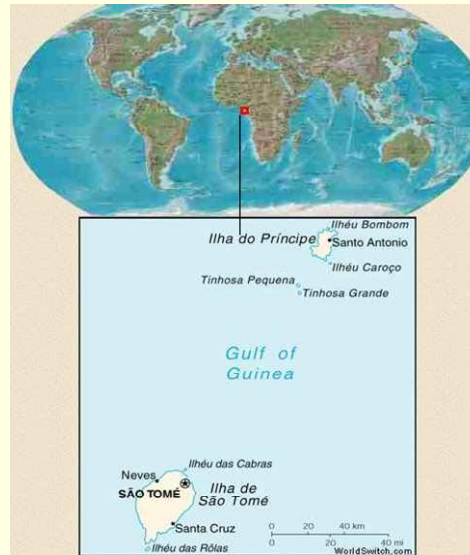 Ilhéu Bombom
Ilha do Príncipe
Santo Antonio
Ilhéu Caroço
Tinhosa Pequena
Tinhosa Grande
Gulf of
Guinea
Ilhéu das Cabras
Neves
SÃO TOMÉ
Ilha de
São Tomé
Santa Cruz
0 20 40 km
Ilhéu das Rôlas
0 20 40 mi
WorldSwitch.com